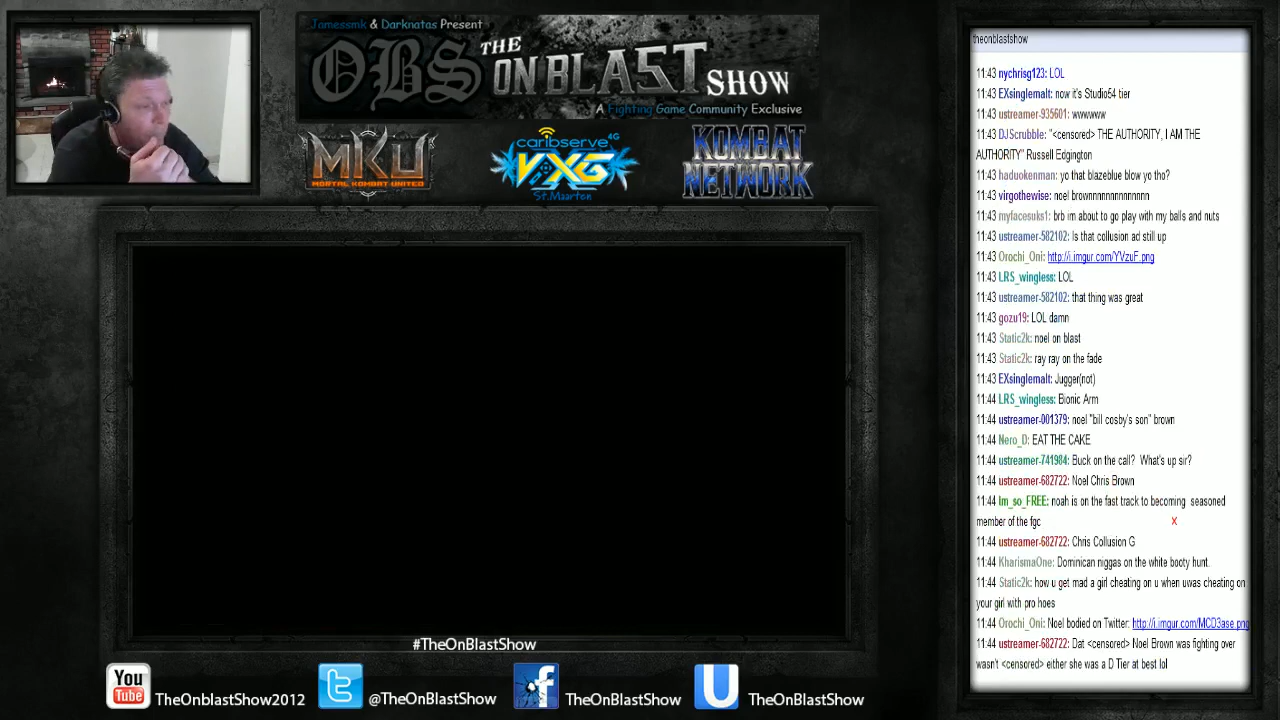 Jamessmk & Darknatas Present
OBS THE ON BLAST SHOW
A Fighting Game Community Exclusive
MKU
MORTAL KOMBAT UNITED
caribserve 4G
VXG
St.Maarten
KOMBAT
NETWORK
#TheOnBlastShow
You
Tube
TheOnblastShow2012
@TheOnBlastShow
TheOnBlastShow
TheOnBlastShow
theonblastshow
11:43 nychrisg123: LOL
11:43 EXsinglemalt: now it's Studio54 tier
11:43 ustreamer-935601: wwwwww
11:43 DJScrubble: "<censored> THE AUTHORITY, I AM THE
AUTHORITY" Russell Edgington
11:43 haduokenman: yo that blazeblue blow yo tho?
11:43 virgothewise: noel brownnnnnnnnnnnnn
11:43 myfacesuks1: brb im about to go play with my balls and nuts
11:43 ustreamer-582102: Is that collusion ad still up
11:43 Orochi_Oni: http://i.imgur.com/YVzuF.png
11:43 LRS_wingless: LOL
11:43 ustreamer-582102: that thing was great
11:43 gozu19: LOL damn
11:43 Static2k: noel on blast
11:43 Static2k: ray ray on the fade
11:43 EXsinglemalt: Jugger(not)
11:44 LRS_wingless: Bionic Arm
11:44 ustreamer-001379: noel "bill cosby's son" brown
11:44 Nero_D: EAT THE CAKE
11:44 ustreamer-741984: Buck on the call? What's up sir?
11:44 ustreamer-682722: Noel Chris Brown
11:44 Im_so_FREE: noah is on the fast track to becoming seasoned
member of the fgc
11:44 ustreamer-682722: Chris Collusion G
11:44 KharismaOne: Dominican niggas on the white booty hunt.
11:44 Static2k: how u get mad a girl cheating on u when uwas cheating on
your girl with pro hoes
11:44 Orochi_Oni: Noel bodied on Twitter: http://i.imgur.com/MCD3ase.png
11:44 ustreamer-682722: Dat <censored> Noel Brown was fighting over
wasn't <censored> either she was a D Tier at best lol